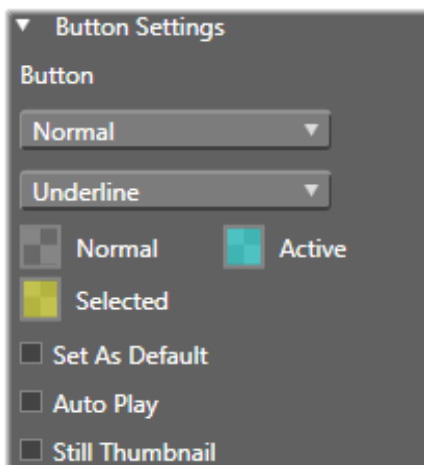 Button Settings
Button
Normal
Underline
Normal Active
Selected
Set As Default
Auto Play
Still Thumbnail